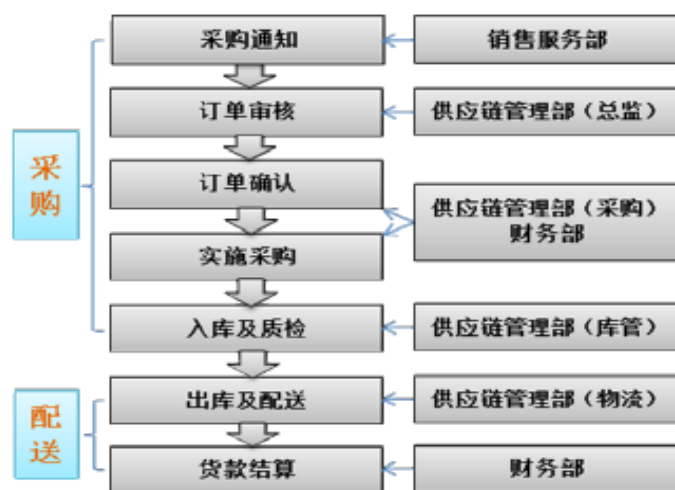 采购通知
销售服务部
订单审核
供应链管理部（总监）
采购
订单确认
供应链管理部（采购）
财务部
实施采购
入库及质检
供应链管理部（库管）
配送
出库及配送
供应链管理部（物流）
货款结算
财务部